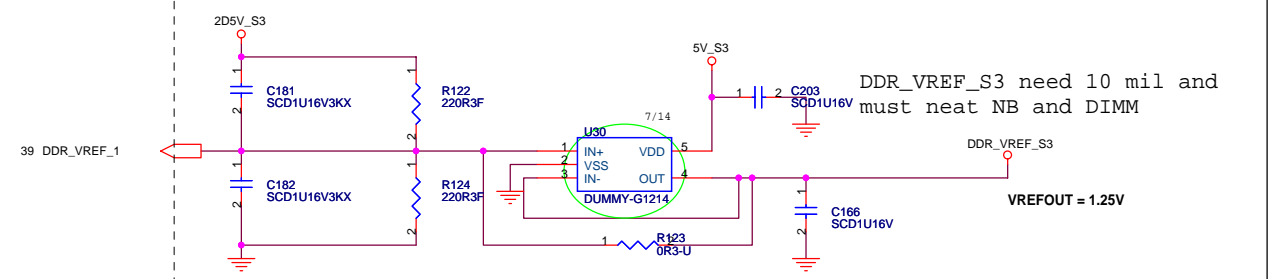 2D5V_S3
5V_S3
1
C181
SCD1U16V3KX
2
1
R122
220R3F
2
1
C203
2
SCD1U16V
DDR_VREF_S3 need 10 mil and
must neat NB and DIMM
7/14
U30
39 DDR_VREF_1
1
IN+
VDD
5
2
VSS
3
IN-
OUT
4
DUMMY-G1214
DDR_VREF_S3
1
C182
SCD1U16V3KX
2
1
R124
220R3F
2
1
C166
SCD1U16V
2
VREFOUT = 1.25V
1
R123
2
0R3-U